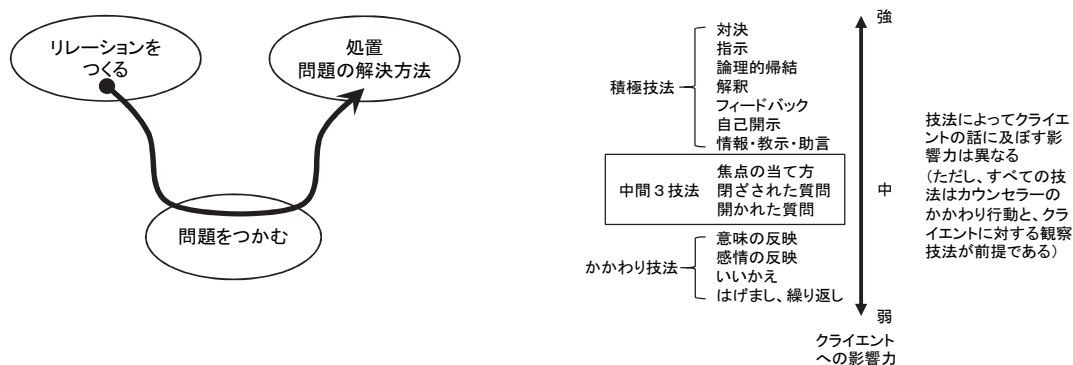 リレーションを
つくる
処置
問題の解決方法
問題をつかむ
積極技法
対決
指示
論理的帰結
解釈
フィードバック
自己開示
情報・教示・助言
中間3技法
焦点の当て方
閉ざされた質問
開かれた質問
かかわり技法
意味の反映
感情の反映
いいかえ
はげまし、繰り返し
強
中
弱
クライエント
への影響力
技法によってクライエ
ントの話に及ぼす影
響力は異なる
(ただし、すべての技
法はカウンセラーの
かかわり行動と、クラ
イエントに対する観察
技法が前提である)